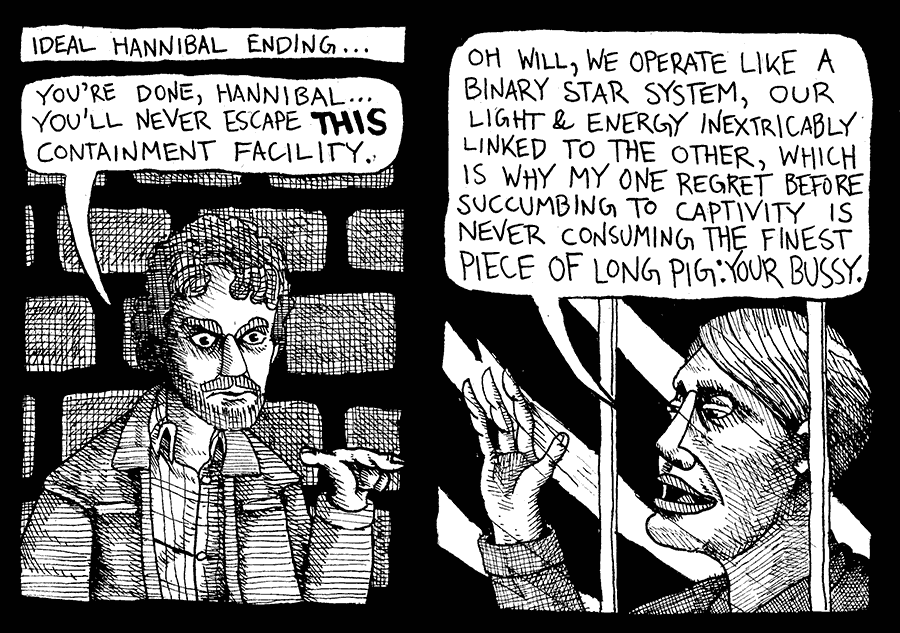 IDEAL HANNIBAL ENDING...
YOU'RE DONE, HANNIBAL...
YOU'LL NEVER ESCAPE THIS
CONTAINMENT FACILITY.
OH WILL, WE OPERATE LIKE A
BINARY STAR SYSTEM, OUR
LIGHT & ENERGY INEXTRICABLY
LINKED TO THE OTHER, WHICH
IS WHY MY ONE REGRET BEFORE
SUCCUMBING TO CAPTIVITY IS
NEVER CONSUMING THE FINEST
PIECE OF LONG PIG: YOUR BUSSY.